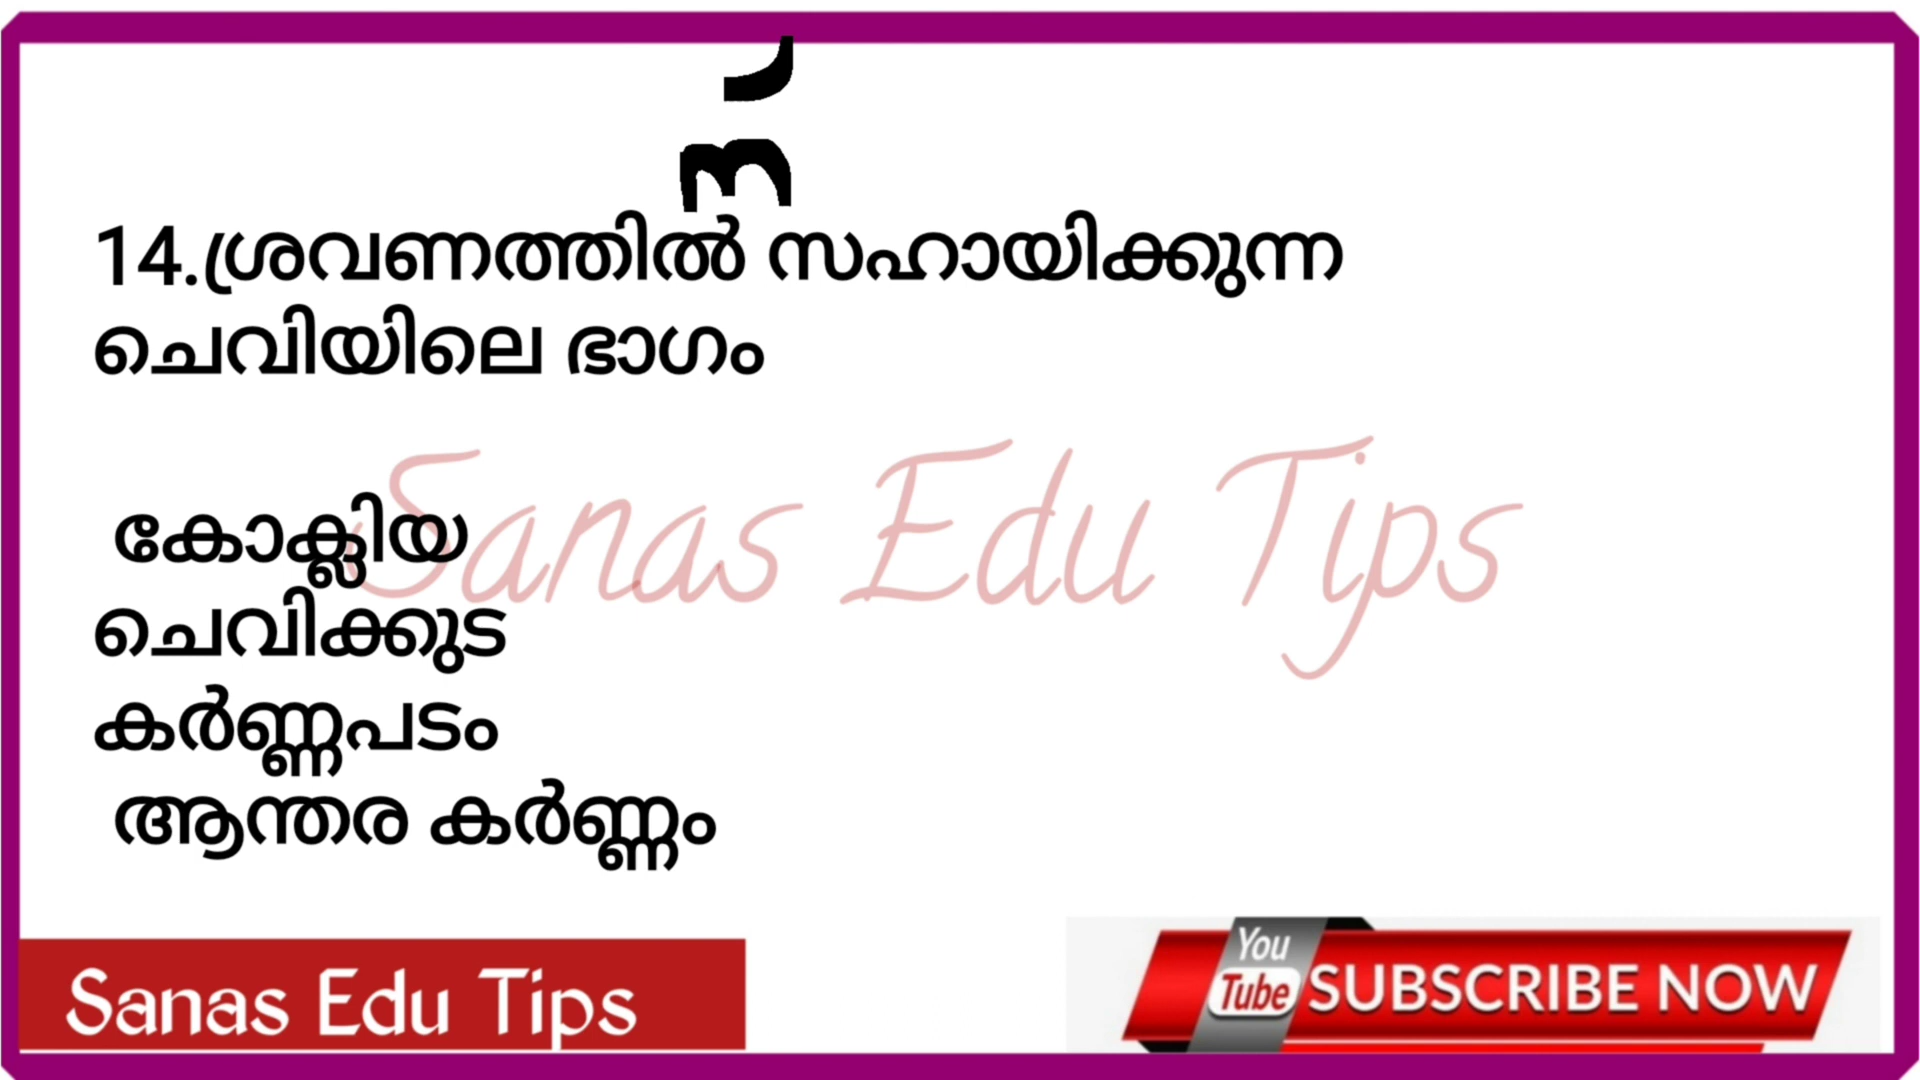 14.ശ്രവണത്തിൽ സഹായിക്കുന്ന
ചെവിയിലെ ഭാഗം
Sanas Edu Tips
കോക്ലിയ
ചെവിക്കുട
കർണ്ണപടം
ആന്തര കർണ്ണം
Sanas Edu Tips
You
Tube SUBSCRIBE NOW